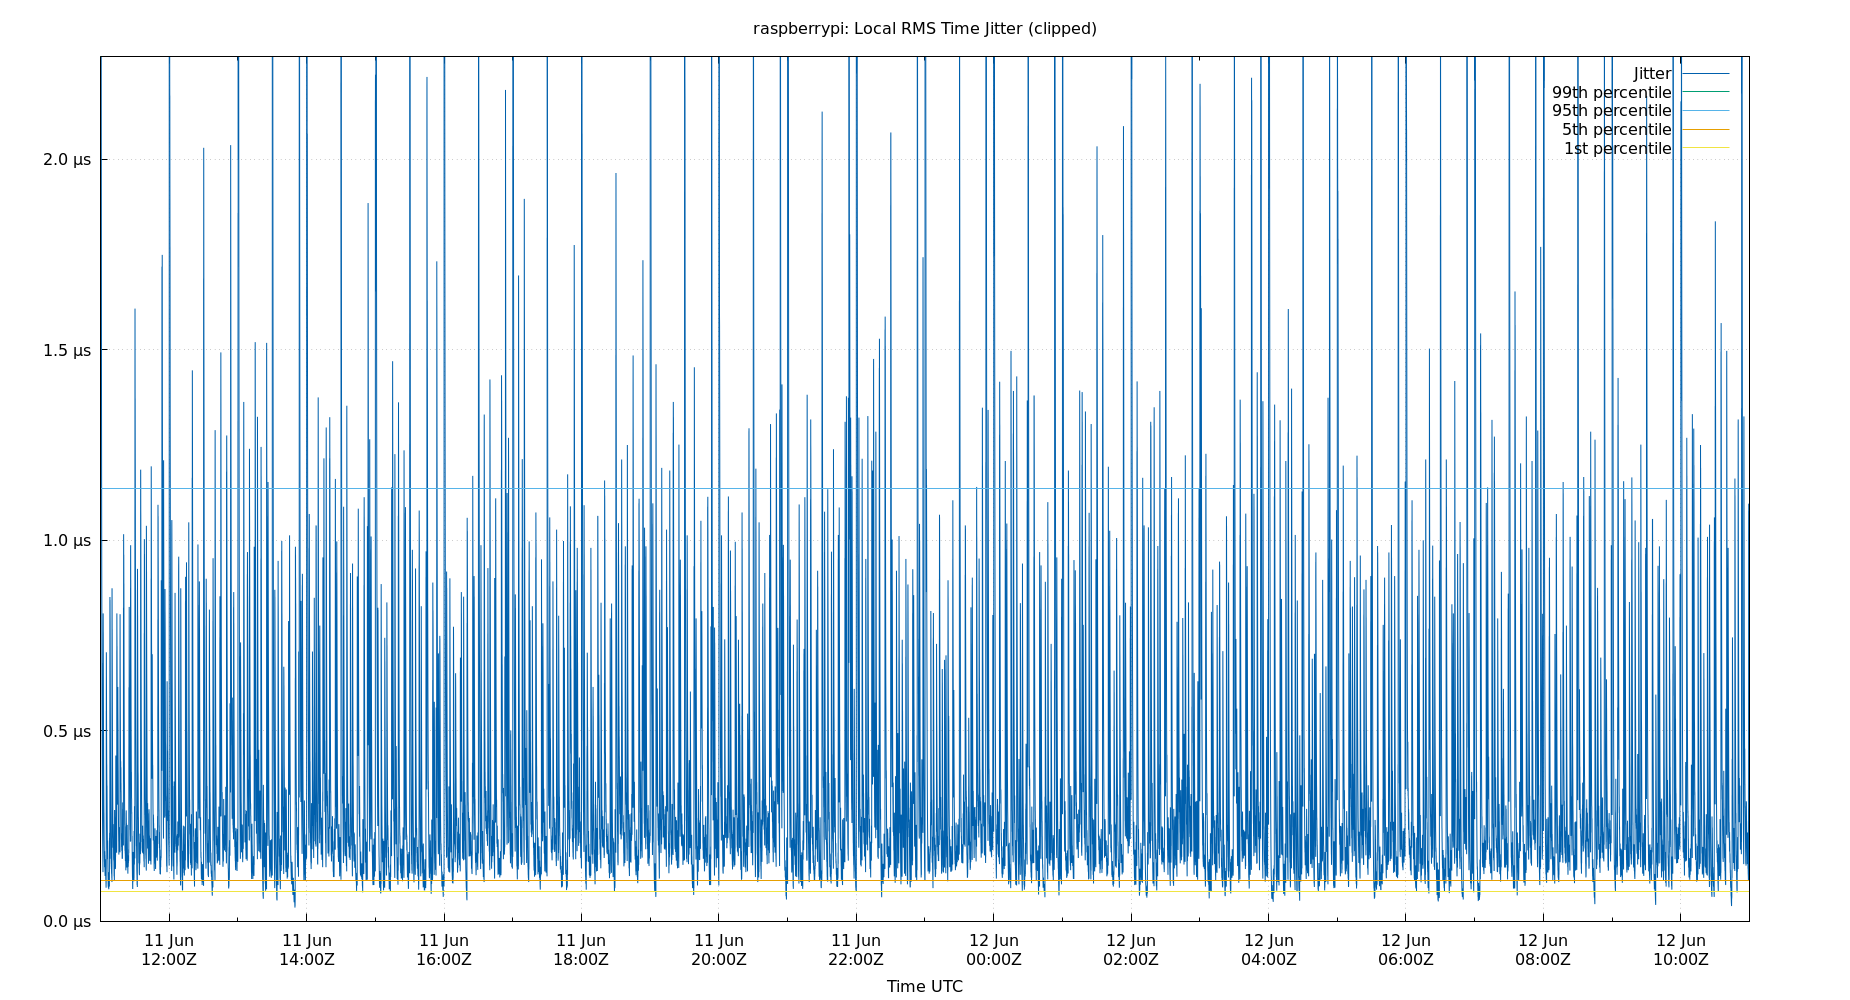 raspberrypi: Local RMS Time Jitter (clipped)
Jitter
99th percentile
95th percentile
5th percentile
1st percentile
2.0 μs
1.5 μs
1.0 μs
0.5 μs
0.0 μs
11 Jun 11 Jun 11 Jun 11 Jun 11 Jun 11 Jun 12 Jun 12 Jun 12 Jun 12 Jun 12 Jun 12 Jun
12:00Z 14:00Z 16:00Z 18:00Z 20:00Z 22:00Z 00:00Z 02:00Z 04:00Z 06:00Z 08:00Z 10:00Z
Time UTC